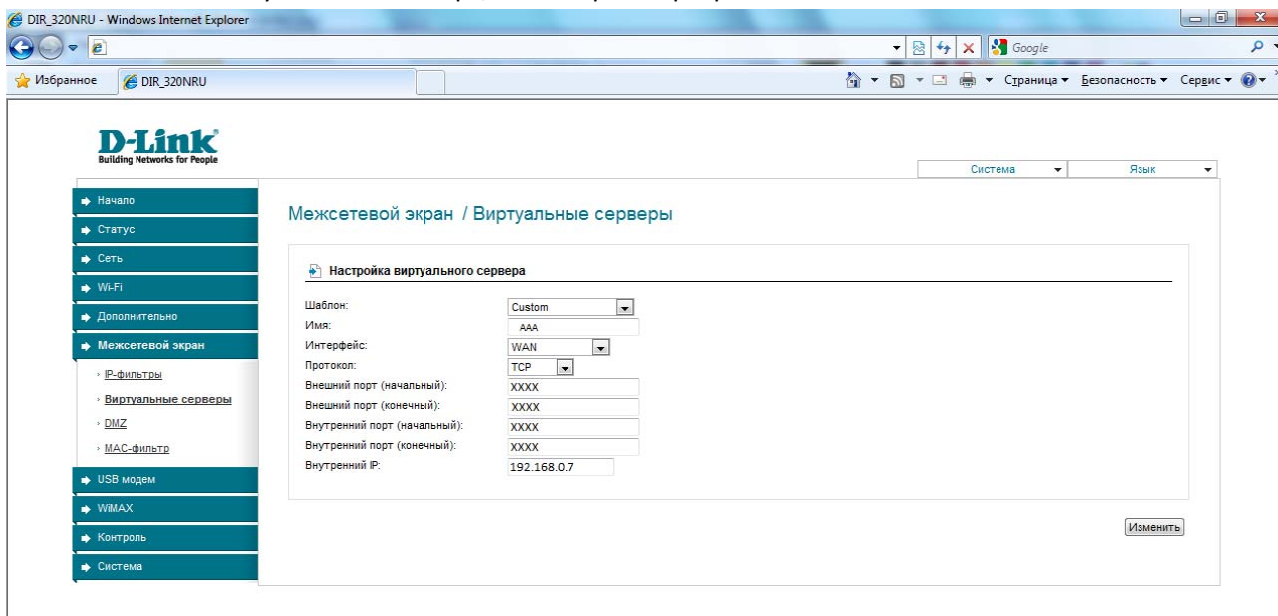 DIR_320NRU - Windows Internet Explorer
Google
Избранное DIR_320NRU Страница Безопасность Сервис
D-Link
Building Networks for People
Система Язык
Начало
Статус
Сеть
Wi-Fi
Дополнительно
Межсетевой экран
IP-фильтры
Виртуальные серверы
DMZ
MAC-фильтр
USB модем
WiMAX
Контроль
Система
Межсетевой экран / Виртуальные серверы
Настройка виртуального сервера
Шаблон: Custom
Имя: AAA
Интерфейс: WAN
Протокол: TCP
Внешний порт (начальный): XXXX
Внешний порт (конечный): XXXX
Внутренний порт (начальный): XXXX
Внутренний порт (конечный): XXXX
Внутренний IP: 192.168.0.7
Изменить